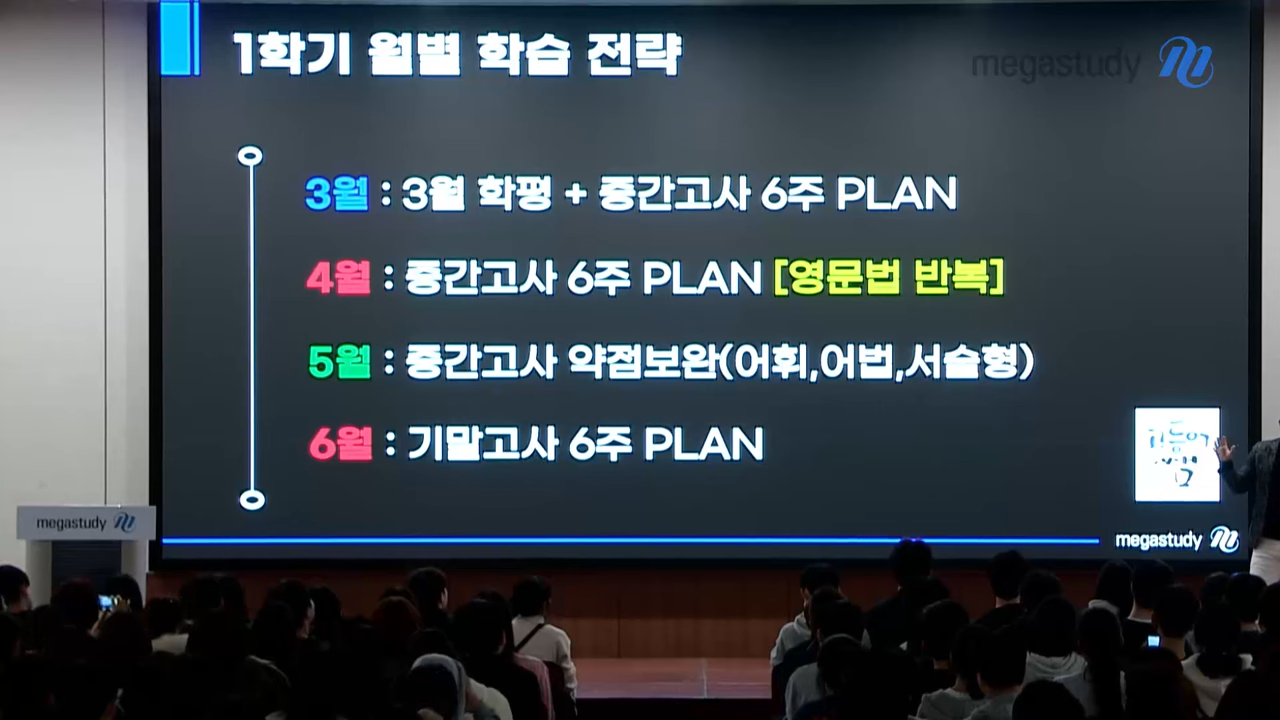 1학기 월별 학습 전략
megastudy
3월 : 3월 학평 + 중간고사 6주 PLAN
4월 : 중간고사 6주 PLAN [영문법 반복]
5월 : 중간고사 약점보완(어휘,어법,서술형)
6월 : 기말고사 6주 PLAN
megastudy
megastudy